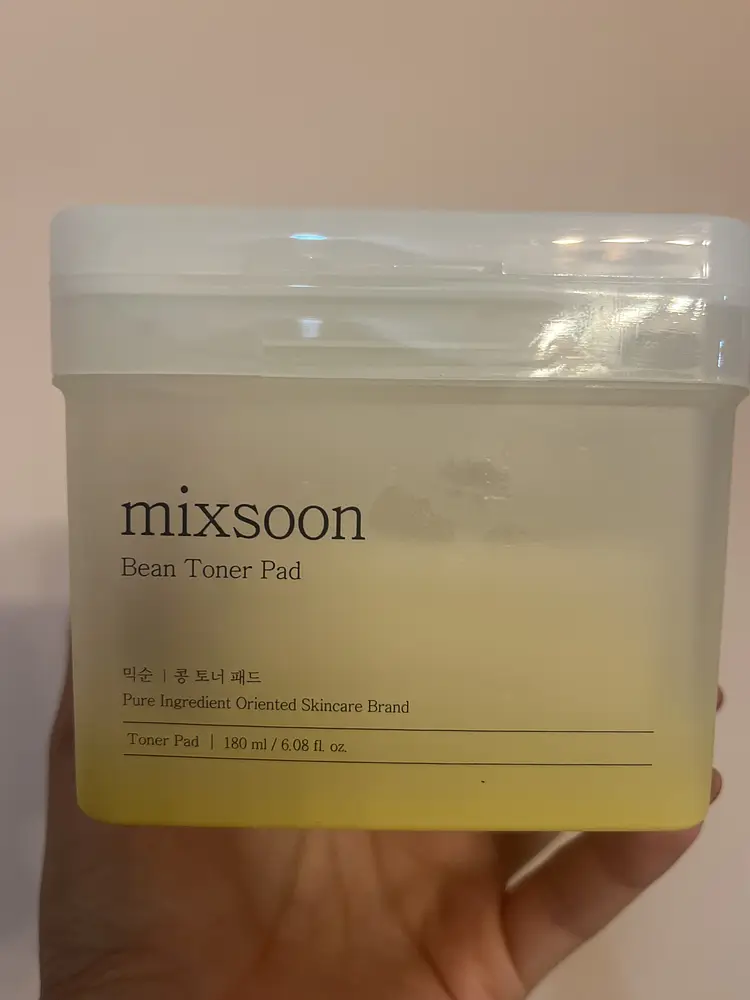 mixsoon
Bean Toner Pad
믹순 | 콩 토너 패드
Pure Ingredient Oriented Skincare Brand
Toner Pad | 180 ml / 6.08 fl. oz.